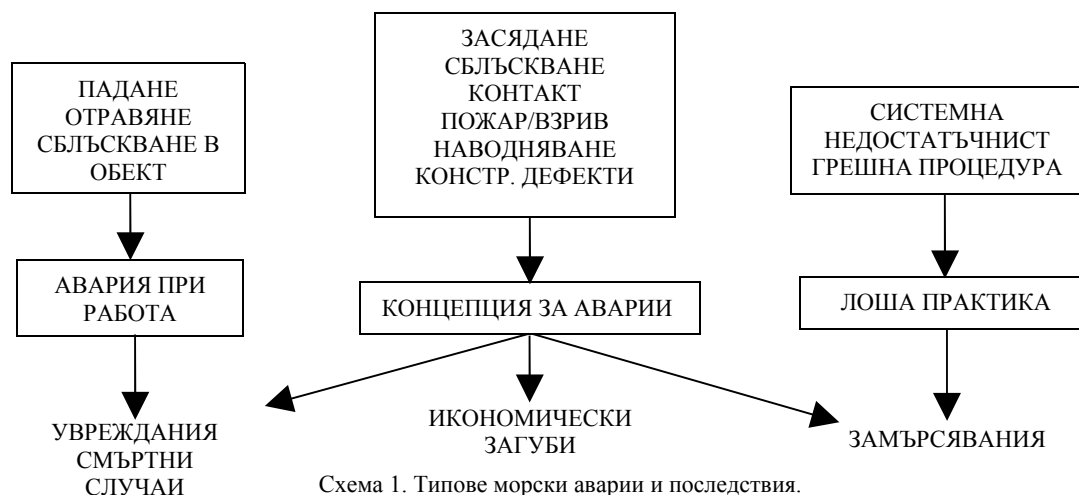 ПАДАНЕ
ОТРАВЯНЕ
СБЛЪСКВАНЕ В
ОБЕКТ
ЗАСЯДАНЕ
СБЛЪСКВАНЕ
КОНТАКТ
ПОЖАР/ВЗРИВ
НАВОДНЯВАНЕ
КОНСТР. ДЕФЕКТИ
СИСТЕМНА
НЕДОСТАТЪЧНИСТ
ГРЕШНА ПРОЦЕДУРА
АВАРИЯ ПРИ
РАБОТА
КОНЦЕПЦИЯ ЗА АВАРИИ
ЛОША ПРАКТИКА
УВРЕЖДАНИЯ
СМЪРТНИ
СЛУЧАИ
ИКОНОМИЧЕСКИ
ЗАГУБИ
ЗАМЪРСЯВАНИЯ
Схема 1. Типове морски аварии и последствия.